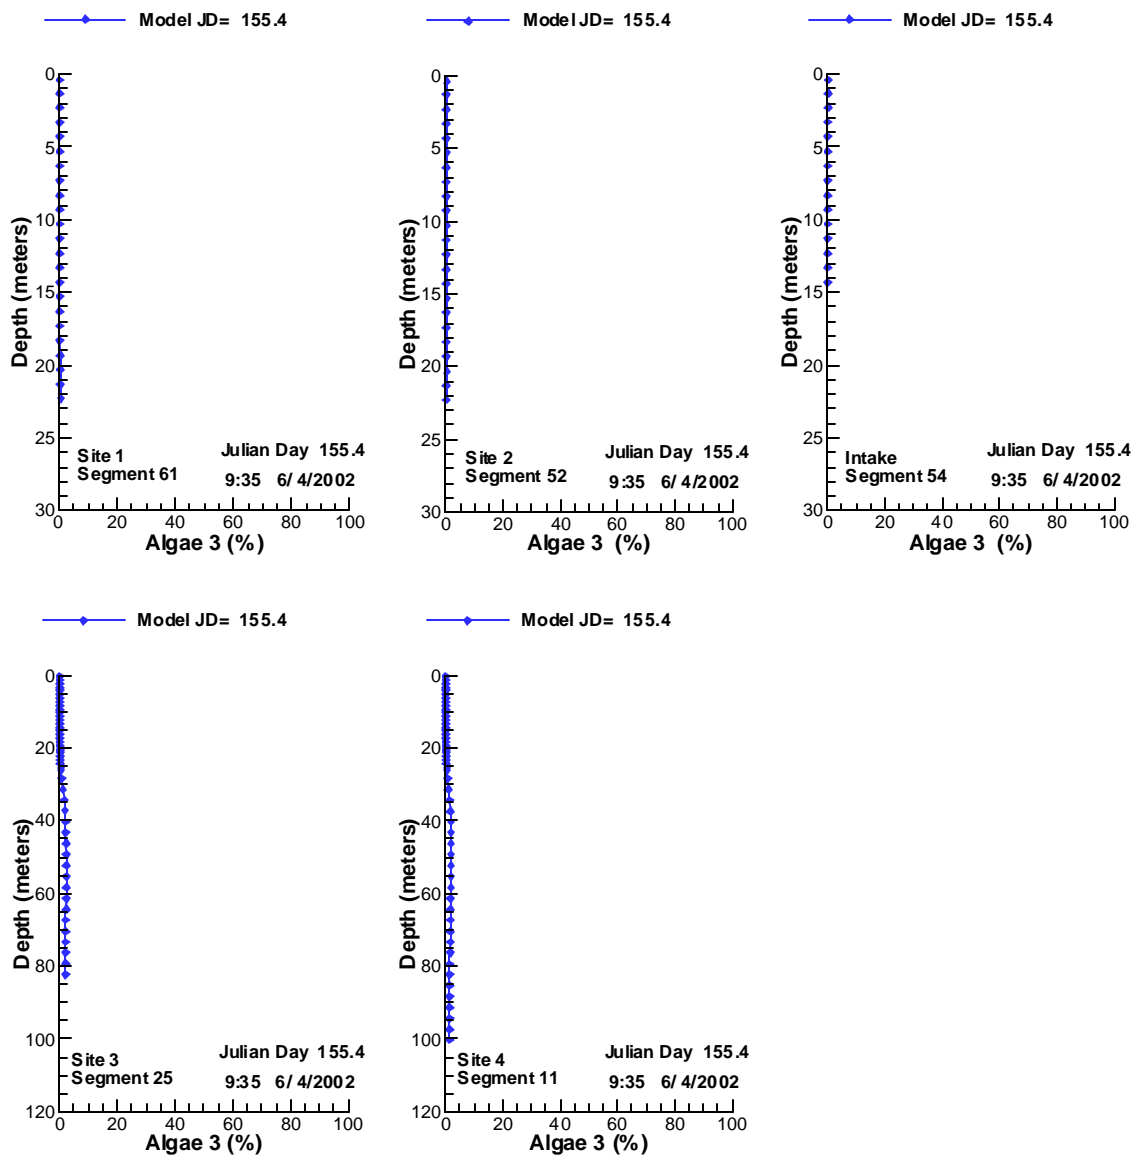 Model JD= 155.4
0
5
10
15
20
25
30
Depth (meters)
Site 1
Segment 61
Julian Day 155.4
9:35 6/ 4/2002
0 20 40 60 80 100
Algae 3 (%)
Model JD= 155.4
0
5
10
15
20
25
30
Depth (meters)
Site 2
Segment 52
Julian Day 155.4
9:35 6/ 4/2002
0 20 40 60 80 100
Algae 3 (%)
Model JD= 155.4
0
5
10
15
20
25
30
Depth (meters)
Intake
Segment 54
Julian Day 155.4
9:35 6/ 4/2002
0 20 40 60 80 100
Algae 3 (%)
Model JD= 155.4
0
20
40
60
80
100
120
Depth (meters)
Site 3
Segment 25
Julian Day 155.4
9:35 6/ 4/2002
0 20 40 60 80 100
Algae 3 (%)
Model JD= 155.4
0
20
40
60
80
100
120
Depth (meters)
Site 4
Segment 11
Julian Day 155.4
9:35 6/ 4/2002
0 20 40 60 80 100
Algae 3 (%)